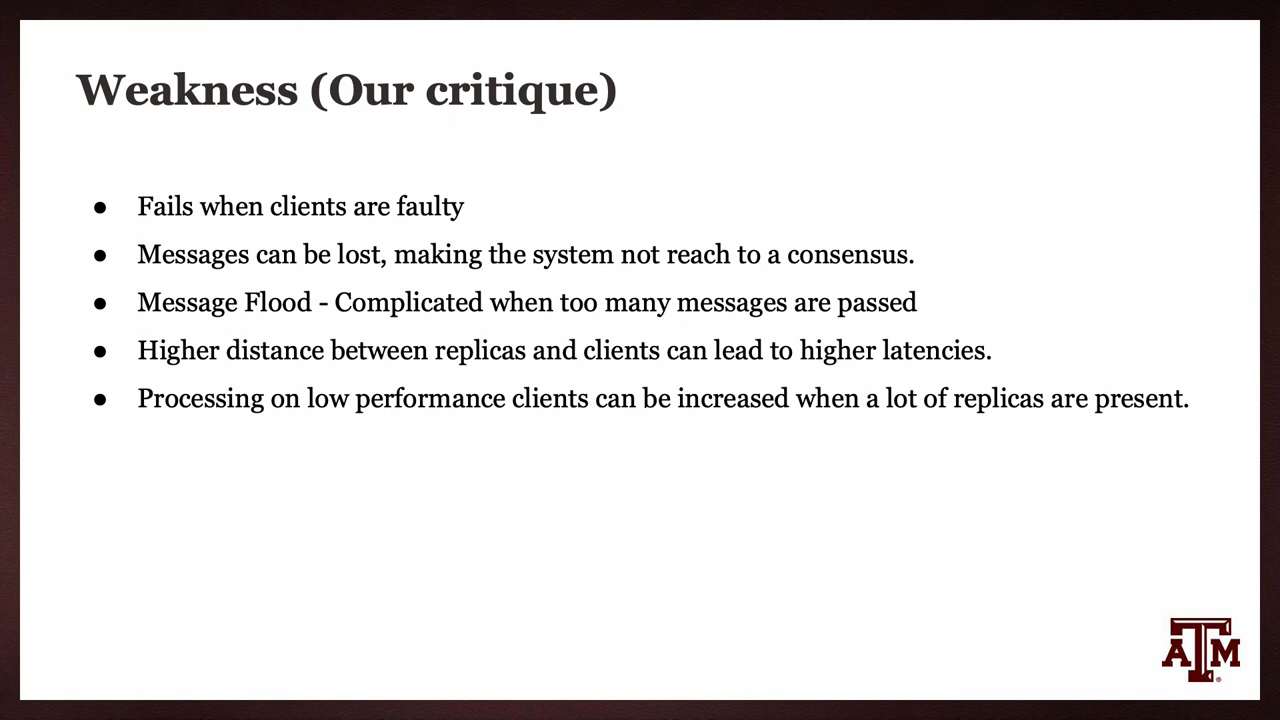 Weakness (Our critique)
● Fails when clients are faulty
● Messages can be lost, making the system not reach to a consensus.
● Message Flood - Complicated when too many messages are passed
● Higher distance between replicas and clients can lead to higher latencies.
● Processing on low performance clients can be increased when a lot of replicas are present.
ATM
®